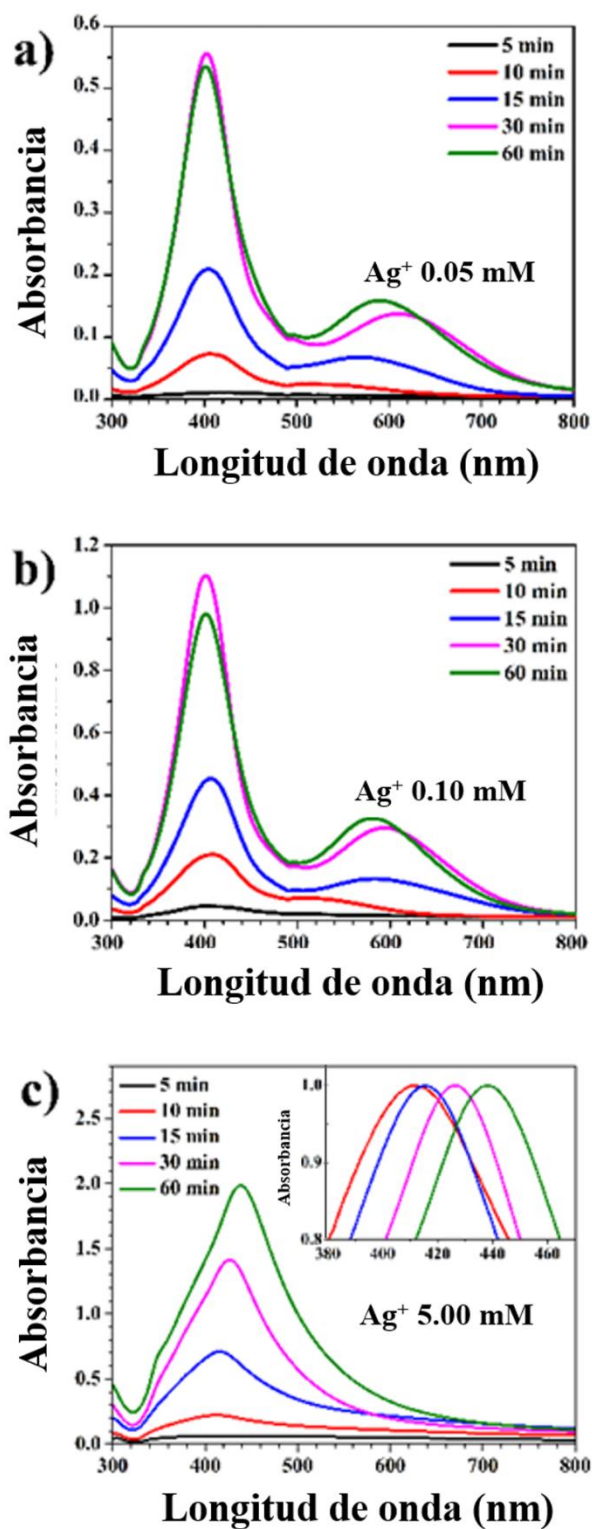 a)
0.6
0.5
0.4
0.3
0.2
0.1
0.0
Absorbancia
5 min
10 min
15 min
30 min
60 min
Ag⁺ 0.05 mM
300 400 500 600 700 800
Longitud de onda (nm)
b)
1.2
1.0
0.8
0.6
0.4
0.2
0.0
Absorbancia
5 min
10 min
15 min
30 min
60 min
Ag⁺ 0.10 mM
300 400 500 600 700 800
Longitud de onda (nm)
c)
2.5
2.0
1.5
1.0
0.5
0.0
Absorbancia
5 min
10 min
15 min
30 min
60 min
1.0
0.9
0.8
Absorbancia
380 400 420 440 460
Ag⁺ 5.00 mM
300 400 500 600 700 800
Longitud de onda (nm)